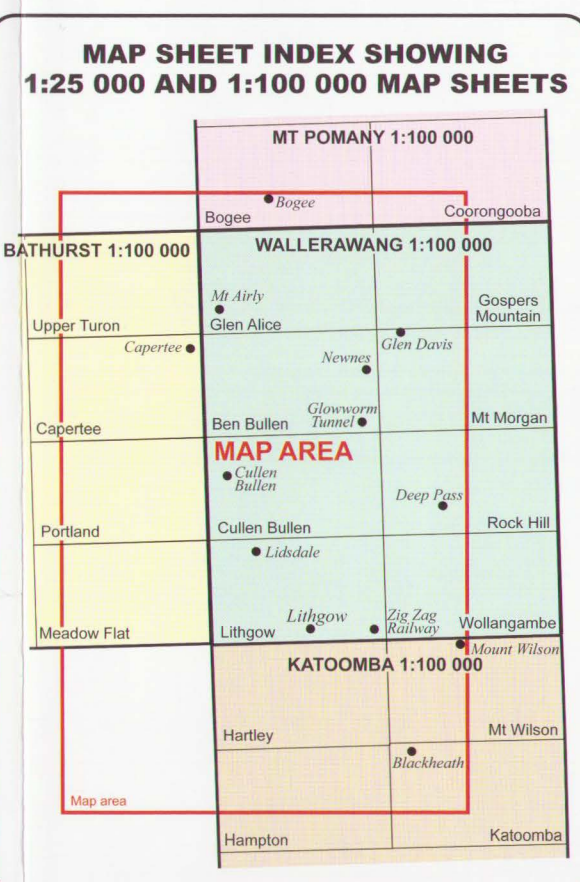 MAP SHEET INDEX SHOWING
1:25 000 AND 1:100 000 MAP SHEETS
MT POMANY 1:100 000
Bogee
Bogee
Coorongooba
BATHURST 1:100 000
WALLERAWANG 1:100 000
Mt Airly
Gospers
Mountain
Upper Turon
Glen Alice
Capertee
Glen Davis
Newnes
Glowworm
Tunnel
Capertee
Ben Bullen
Mt Morgan
MAP AREA
Cullen
Bullen
Deep Pass
Portland
Cullen Bullen
Rock Hill
Lidsdale
Lithgow
Zig Zag
Railway
Meadow Flat
Lithgow
Wollangambe
Mount Wilson
KATOOMBA 1:100 000
Hartley
Mt Wilson
Blackheath
Map area
Hampton
Katoomba